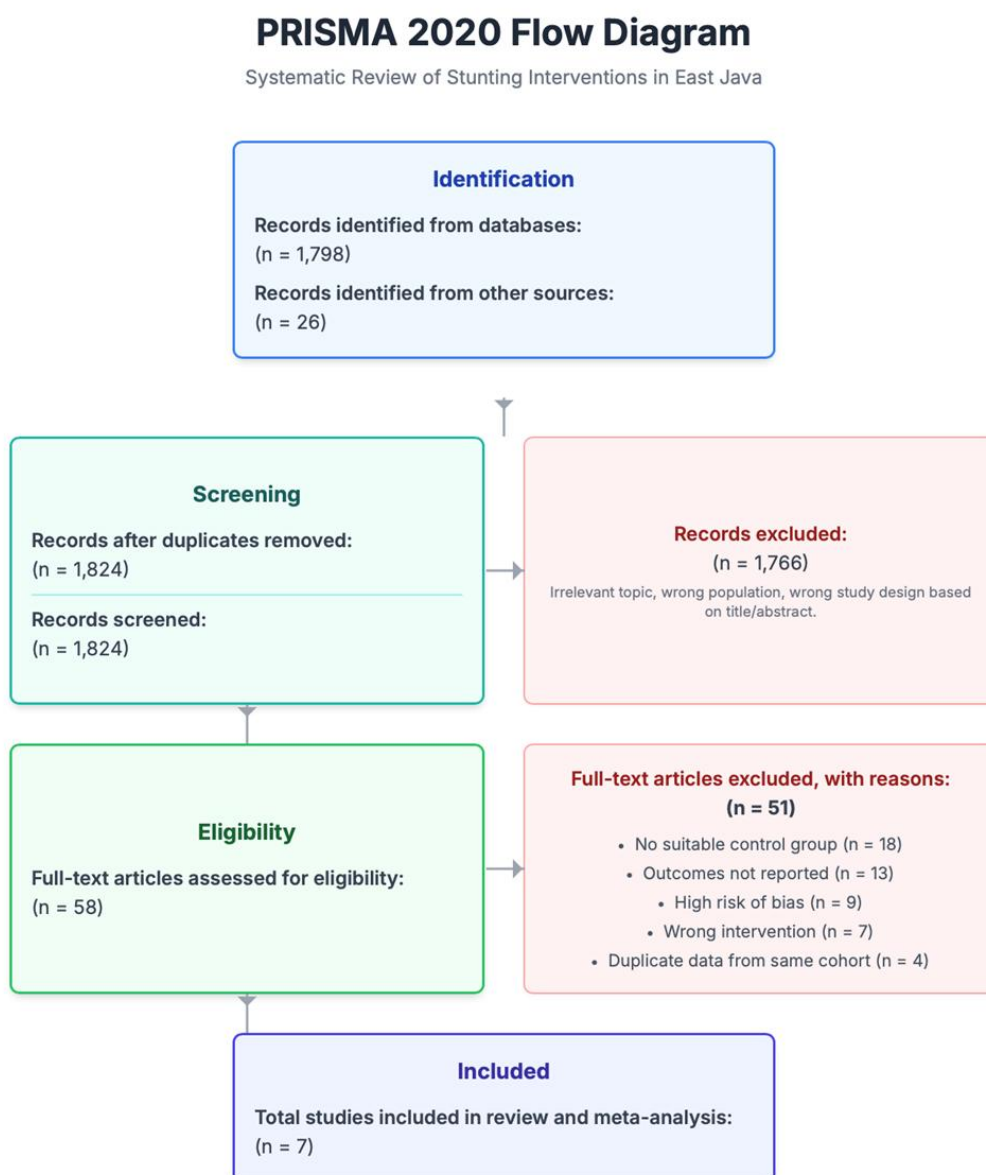 PRISMA 2020 Flow Diagram
Systematic Review of Stunting Interventions in East Java
Identification
Records identified from databases:
(n = 1,798)
Records identified from other sources:
(n = 26)
Screening
Records after duplicates removed:
(n = 1,824)
Records screened:
(n = 1,824)
Records excluded:
(n = 1,766)
Irrelevant topic, wrong population, wrong study design based
on title/abstract.
Eligibility
Full-text articles assessed for eligibility:
(n = 58)
Full-text articles excluded, with reasons:
(n = 51)
• No suitable control group (n = 18)
• Outcomes not reported (n = 13)
• High risk of bias (n = 9)
• Wrong intervention (n = 7)
• Duplicate data from same cohort (n = 4)
Included
Total studies included in review and meta-analysis:
(n = 7)